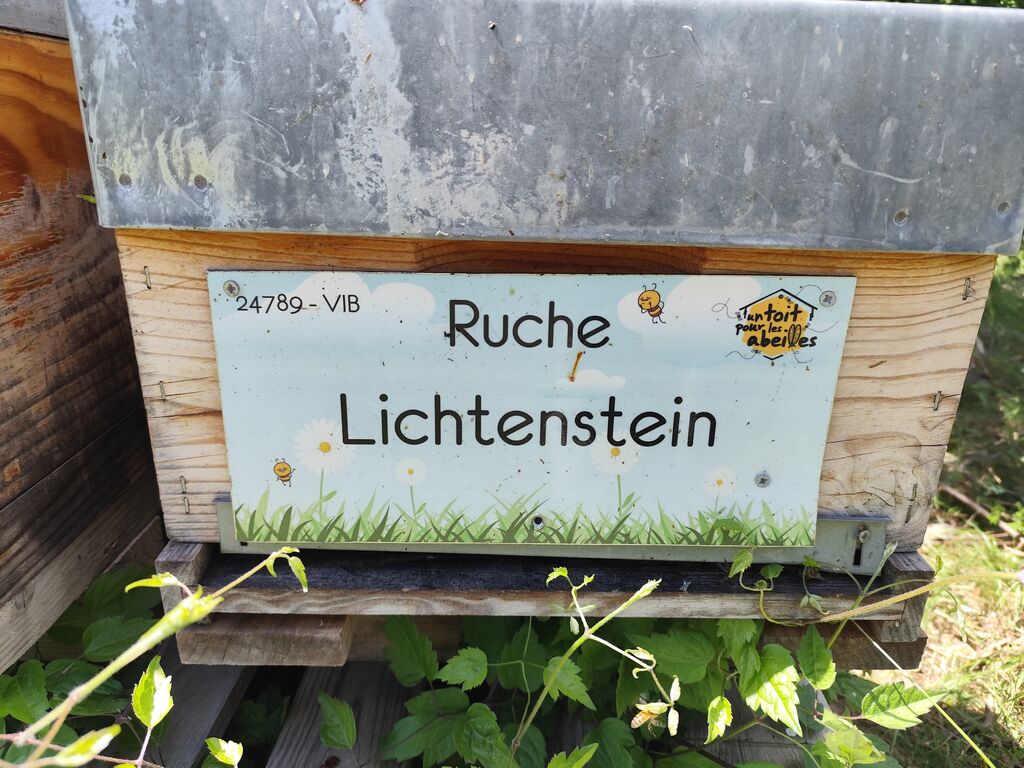 24789 - VIB
Ruche
Lichtenstein
un toit
pour les
abeilles